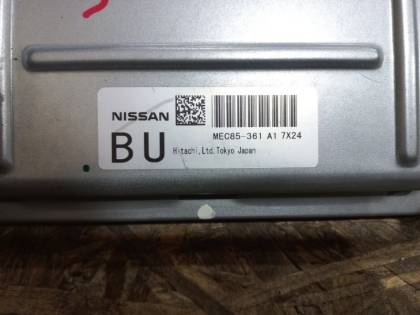 NISSAN
BU
MEC85-361 A1 7X24
Hitachi,Ltd.Tokyo Japan